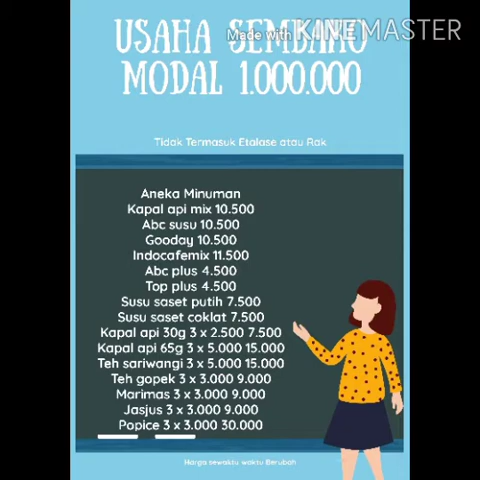 USAHA SEMBAKO
Made with KINEMASTER
MODAL 1.000.000
Tidak Termasuk Etalase atau Rak
Aneka Minuman
Kapal api mix 10.500
Abc susu 10.500
Gooday 10.500
Indocafemix 11.500
Abc plus 4.500
Top plus 4.500
Susu saset putih 7.500
Susu saset coklat 7.500
Kapal api 30g 3 x 2.500 7.500
Kapal api 65g 3 x 5.000 15.000
Teh sariwangi 3 x 5.000 15.000
Teh gopek 3 x 3.000 9.000
Marimas 3 x 3.000 9.000
Jasjus 3 x 3.000 9.000
Popice 3 x 3.000 30.000
Harga sewaktu waktu Berubah